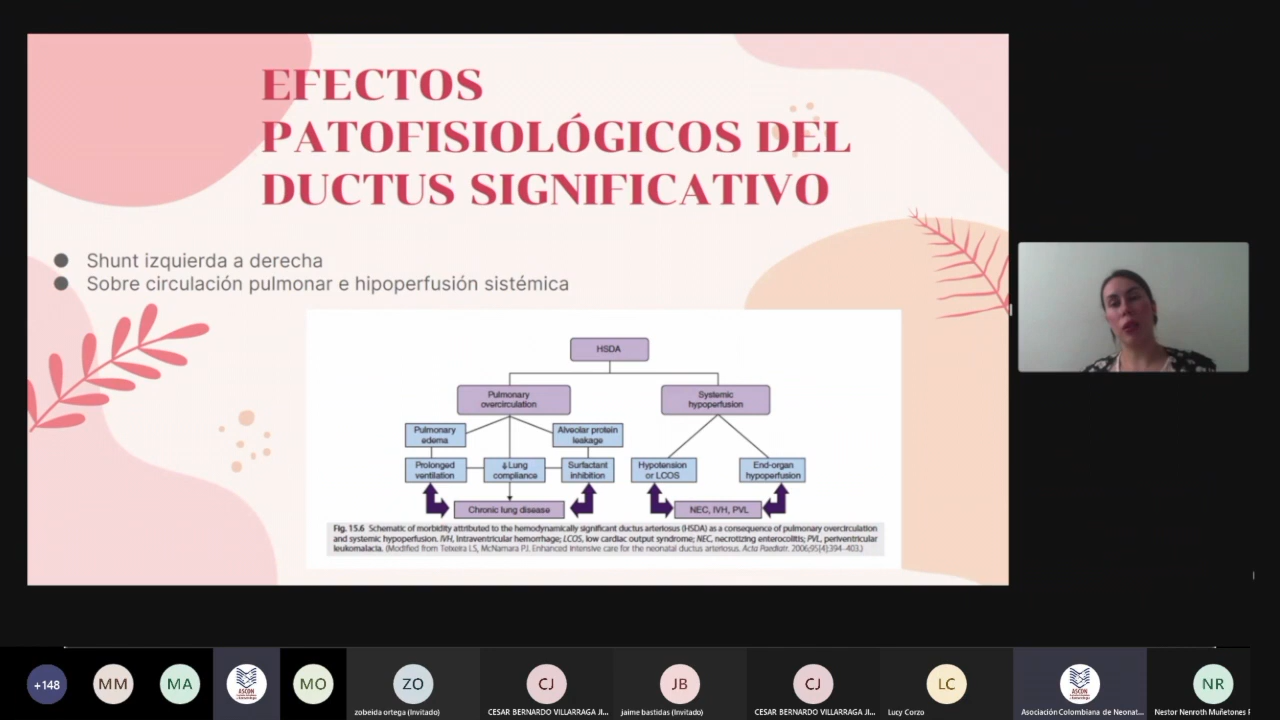 EFECTOS
PATOFISIOLÓGICOS DEL
DUCTUS SIGNIFICATIVO
Shunt izquierda a derecha
Sobre circulación pulmonar e hipoperfusión sistémica
HSDA
Pulmonary
overcirculation
Systemic
hypoperfusion
Pulmonary
edema
Alveolar protein
leakage
Prolonged
ventilation
↓Lung
compliance
Surfactant
inhibition
Hypotension
or LCOS
End-organ
hypoperfusion
Chronic lung disease
NEC, IVH, PVL
Fig. 15.6 Schematic of morbidity attributed to the hemodynamically significant ductus arteriosus (HSDA) as a consequence of pulmonary overcirculation
and systemic hypoperfusion. IVH, Intraventricular hemorrhage; LCOS, low cardiac output syndrome; NEC, necrotizing enterocolitis; PVL, periventricular
leukomalacia. (Modified from Teixeira LS, McNamara PJ. Enhanced intensive care for the neonatal ductus arteriosus. Acta Paediatr. 2006;95[4]:394-403.)
+148
MM
MA
ASCON
MO
ZO
zobeida ortega (Invitado)
CJ
CESAR BERNARDO VILLARRAGA JI...
JB
jaime bastidas (Invitado)
CJ
CESAR BERNARDO VILLARRAGA JI...
LC
Lucy Corzo
ASCON
Asociación Colombiana de Neonat...
NR
Nestor Nenroth Muñetones